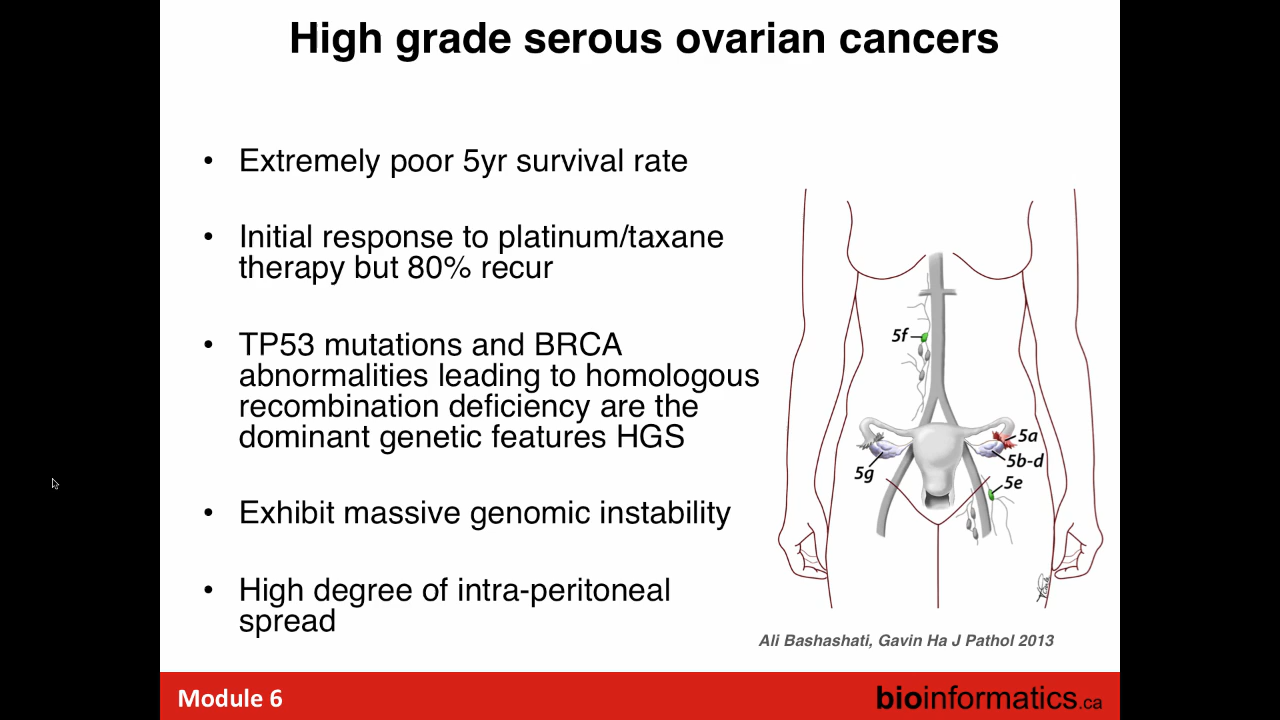 High grade serous ovarian cancers
• Extremely poor 5yr survival rate
• Initial response to platinum/taxane
therapy but 80% recur
• TP53 mutations and BRCA
abnormalities leading to homologous
recombination deficiency are the
dominant genetic features HGS
• Exhibit massive genomic instability
• High degree of intra-peritoneal
spread
5f
5a
5b-d
5g
5e
Ali Bashashati, Gavin Ha J Pathol 2013
Module 6
bioinformatics.ca